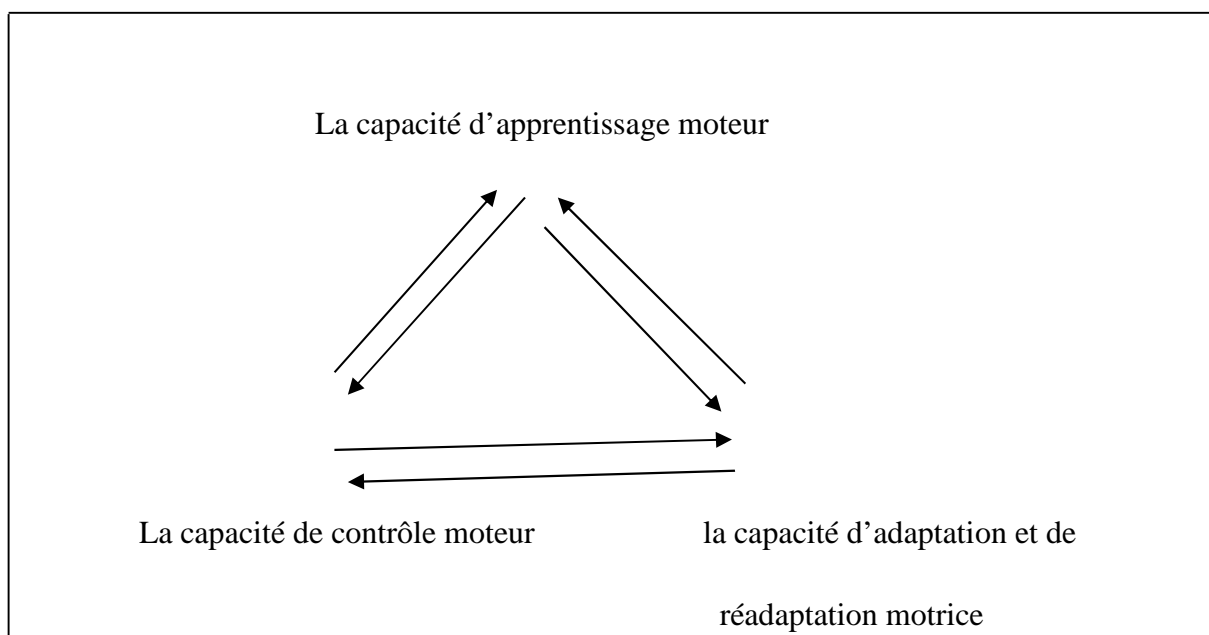 La capacité d’apprentissage moteur
La capacité de contrôle moteur
la capacité d’adaptation et de
réadaptation motrice